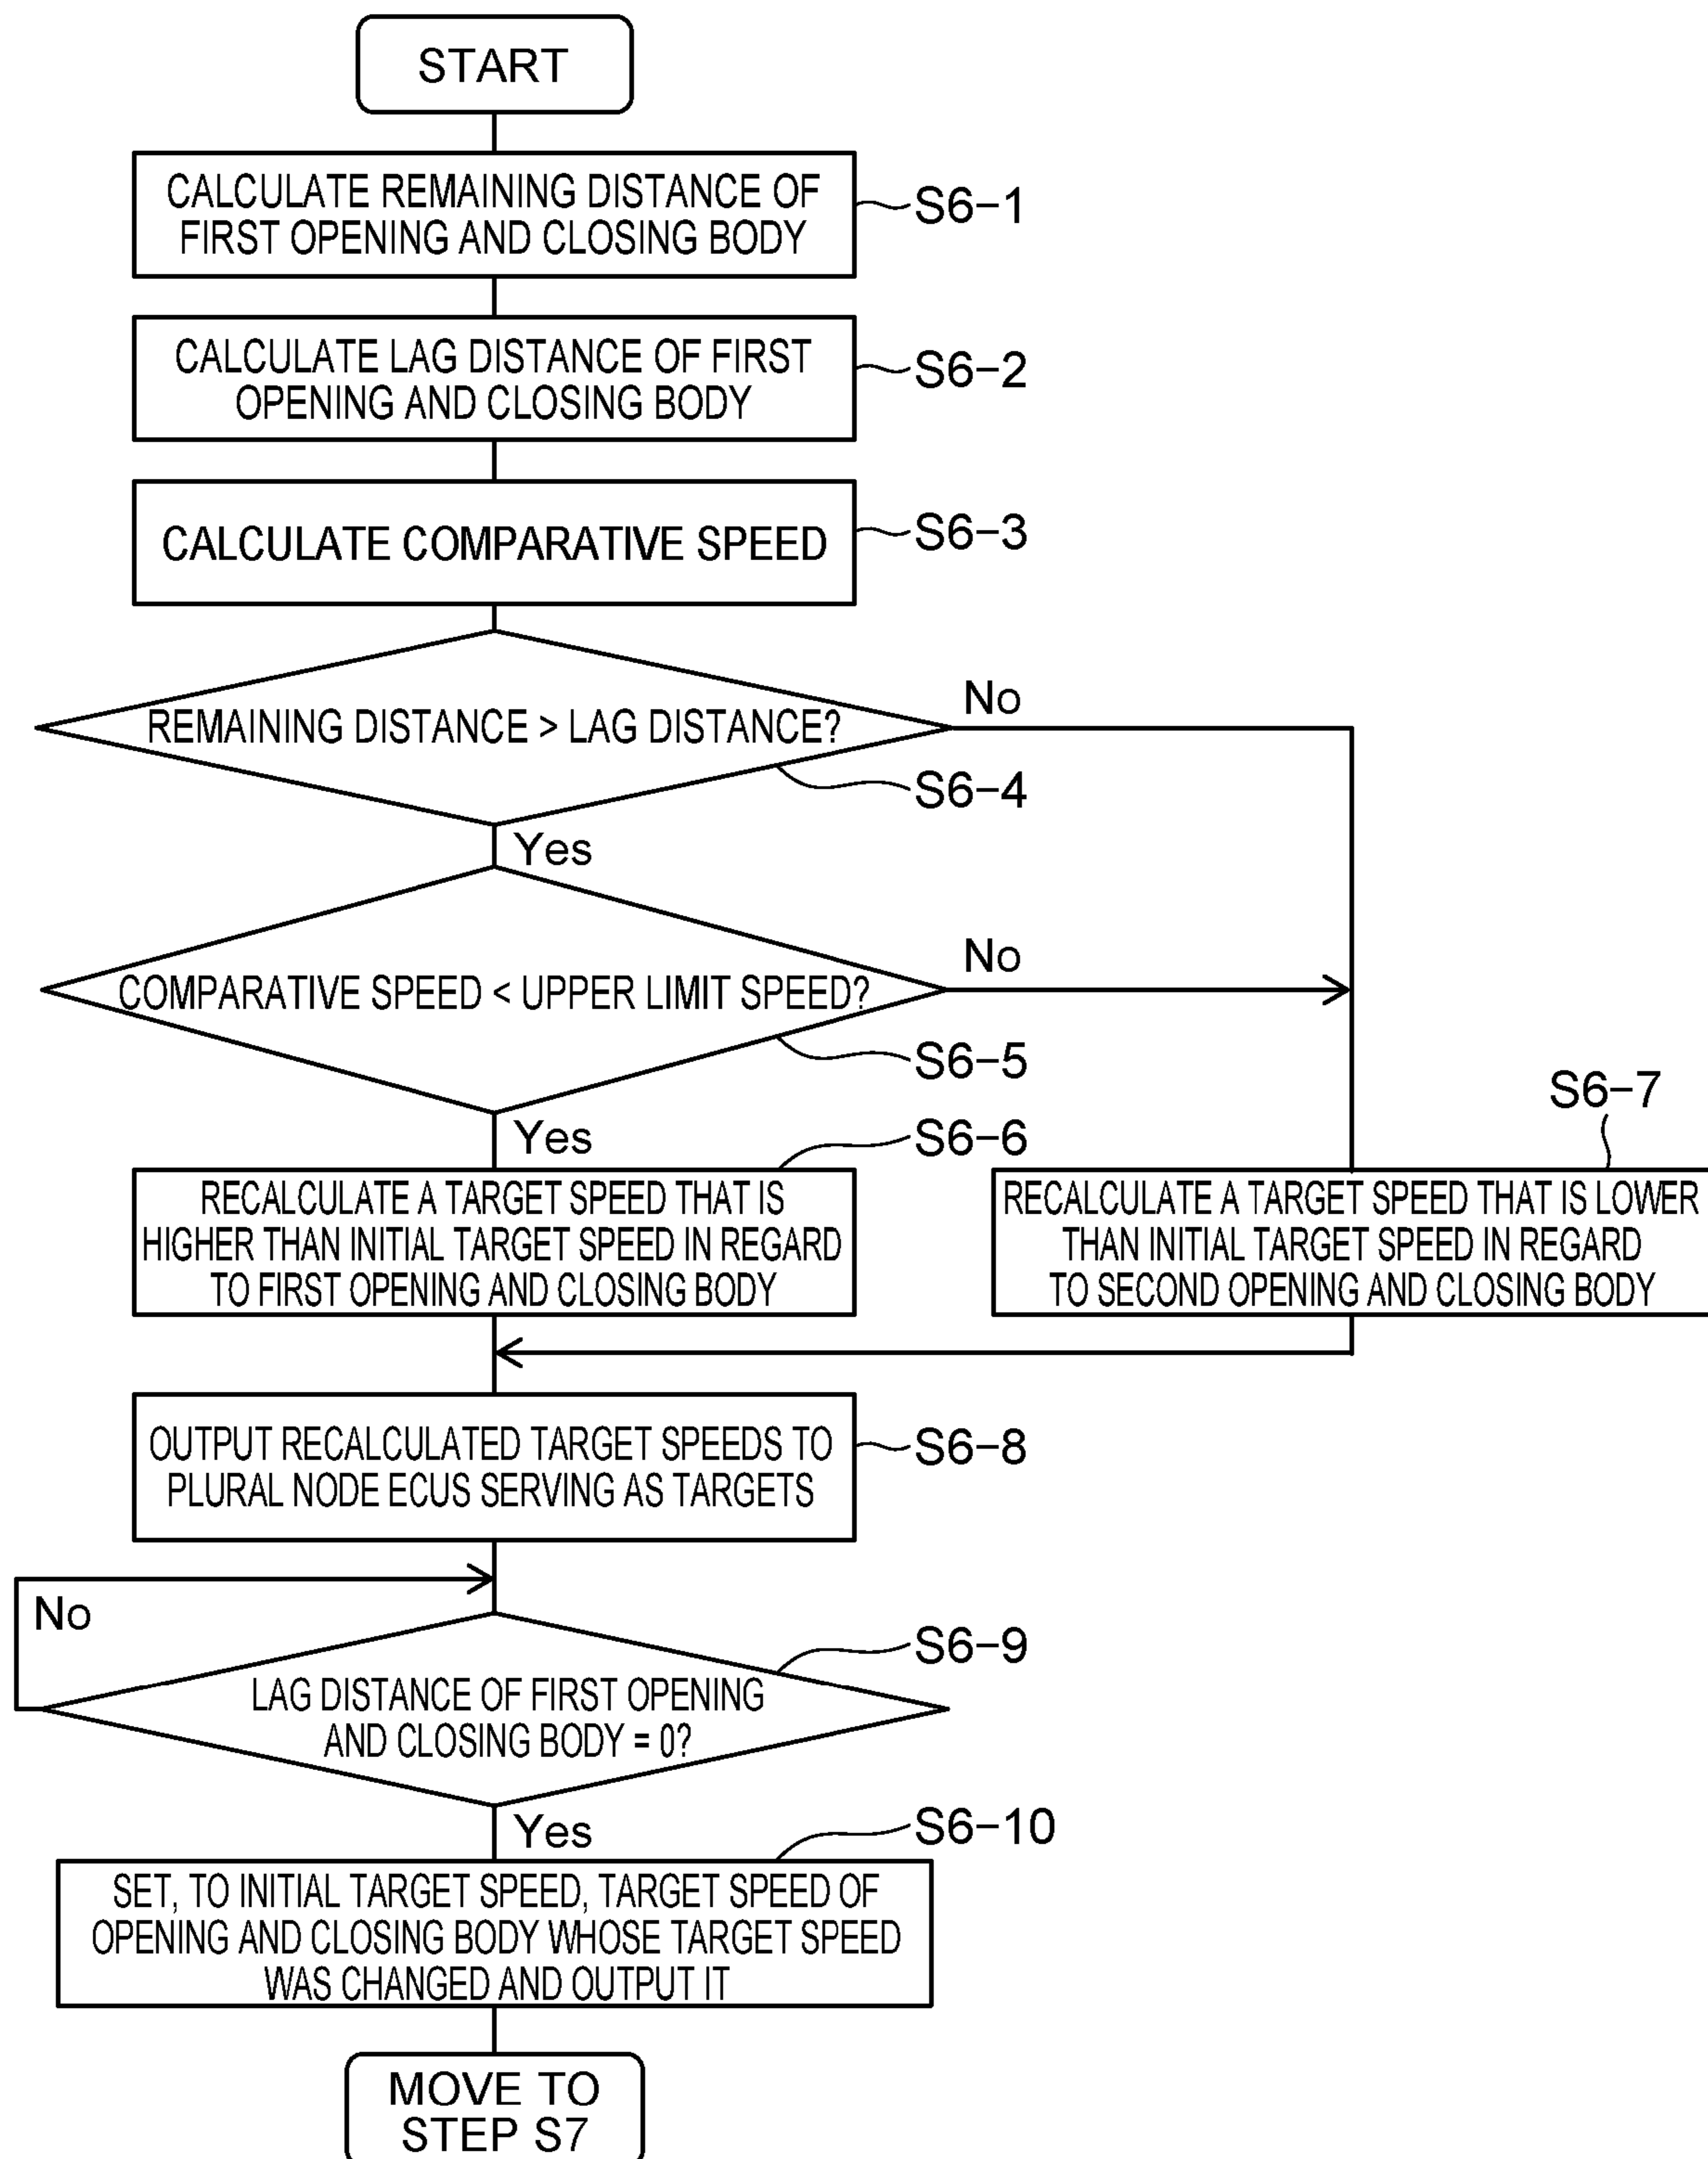 START
CALCULATE REMAINING DISTANCE OF
FIRST OPENING AND CLOSING BODY
S6-1
CALCULATE LAG DISTANCE OF FIRST
OPENING AND CLOSING BODY
S6-2
CALCULATE COMPARATIVE SPEED
S6-3
REMAINING DISTANCE > LAG DISTANCE?
No
S6-4
Yes
COMPARATIVE SPEED < UPPER LIMIT SPEED?
No
S6-5
Yes
S6-6
RECALCULATE A TARGET SPEED THAT IS
HIGHER THAN INITIAL TARGET SPEED IN REGARD
TO FIRST OPENING AND CLOSING BODY
S6-7
RECALCULATE A TARGET SPEED THAT IS LOWER
THAN INITIAL TARGET SPEED IN REGARD
TO SECOND OPENING AND CLOSING BODY
OUTPUT RECALCULATED TARGET SPEEDS TO
PLURAL NODE ECUS SERVING AS TARGETS
S6-8
No
LAG DISTANCE OF FIRST OPENING
AND CLOSING BODY = 0?
S6-9
Yes
S6-10
SET, TO INITIAL TARGET SPEED, TARGET SPEED OF
OPENING AND CLOSING BODY WHOSE TARGET SPEED
WAS CHANGED AND OUTPUT IT
MOVE TO
STEP S7